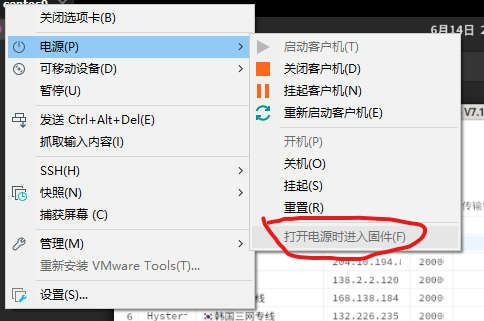 centos9
关闭选项卡(B)
6月14日 2
电源(P)
可移动设备(D)
暂停(U)
发送 Ctrl+Alt+Del(E)
抓取输入内容(I)
SSH(H)
快照(N)
捕获屏幕 (C)
管理(M)
重新安装 VMware Tools(T)...
设置(S)...
启动客户机(T)
关闭客户机(D)
挂起客户机(N)
重新启动客户机(E)
开机(P)
关机(O)
挂起(S)
重置(R)
打开电源时进入固件(F)
V7.1
传输
204.10.194.8 2000
138.2.2.120 2000
专线 168.138.184 2000
6 Hyster 韩国三网专线 132.226.235 2000